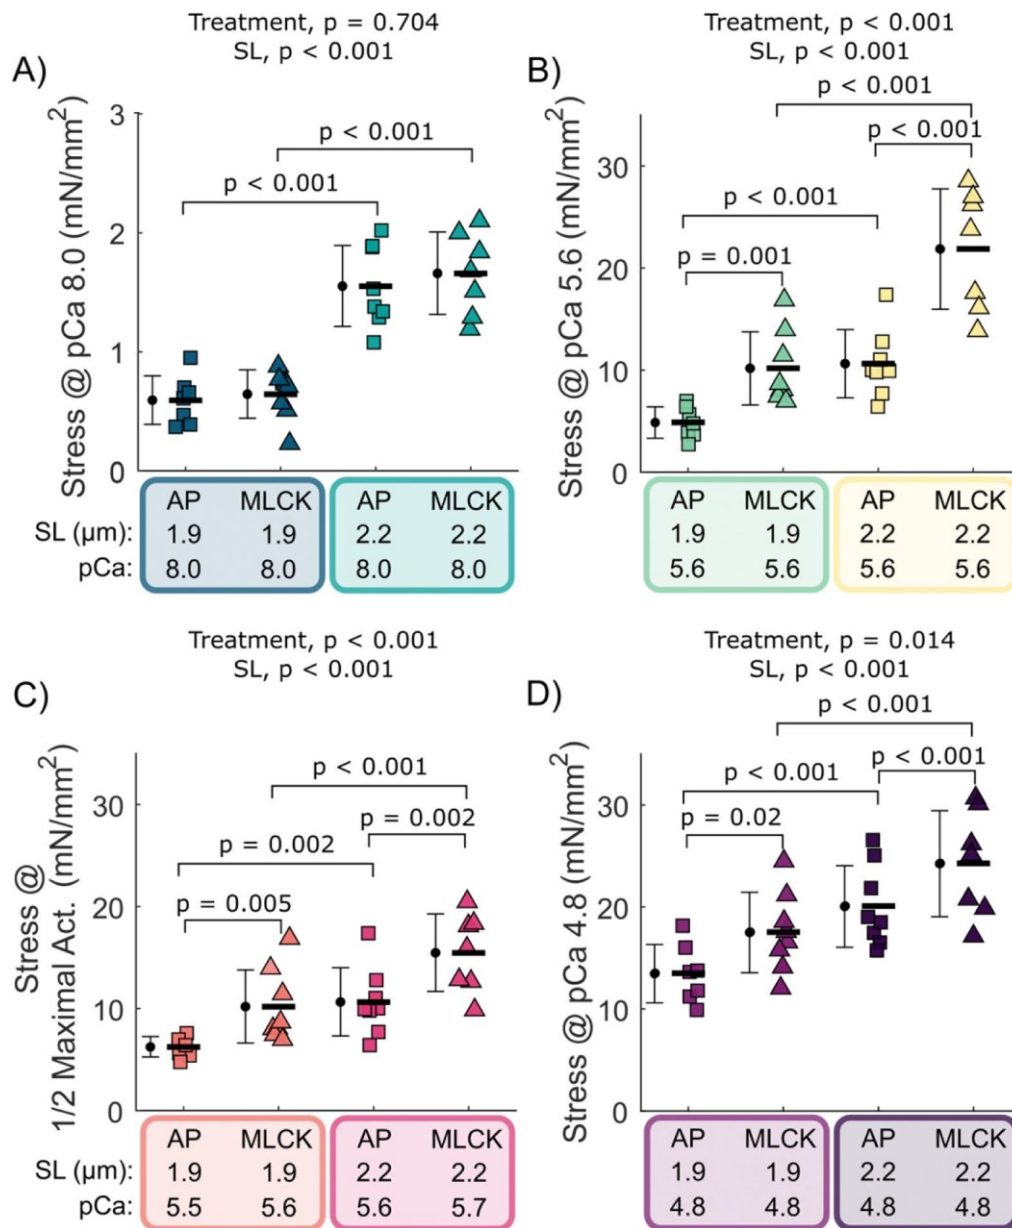 Treatment, p = 0.704
SL, p < 0.001
A)
Stress @ pCa 8.0 (mN/mm²)
3
2
1
0
p < 0.001
p < 0.001
AP MLCK AP MLCK
SL (µm): 1.9 1.9 2.2 2.2
pCa: 8.0 8.0 8.0 8.0
Treatment, p < 0.001
SL, p < 0.001
B)
Stress @ pCa 5.6 (mN/mm²)
30
20
10
0
p < 0.001
p < 0.001
p < 0.001
p = 0.001
AP MLCK AP MLCK
1.9 1.9 2.2 2.2
5.6 5.6 5.6 5.6
Treatment, p < 0.001
SL, p < 0.001
C)
Stress @
1/2 Maximal Act. (mN/mm²)
30
20
10
0
p < 0.001
p = 0.002
p = 0.002
p = 0.005
AP MLCK AP MLCK
SL (µm): 1.9 1.9 2.2 2.2
pCa: 5.5 5.6 5.6 5.7
Treatment, p = 0.014
SL, p < 0.001
D)
Stress @ pCa 4.8 (mN/mm²)
30
20
10
0
p < 0.001
p < 0.001
p < 0.001
p = 0.02
AP MLCK AP MLCK
1.9 1.9 2.2 2.2
4.8 4.8 4.8 4.8